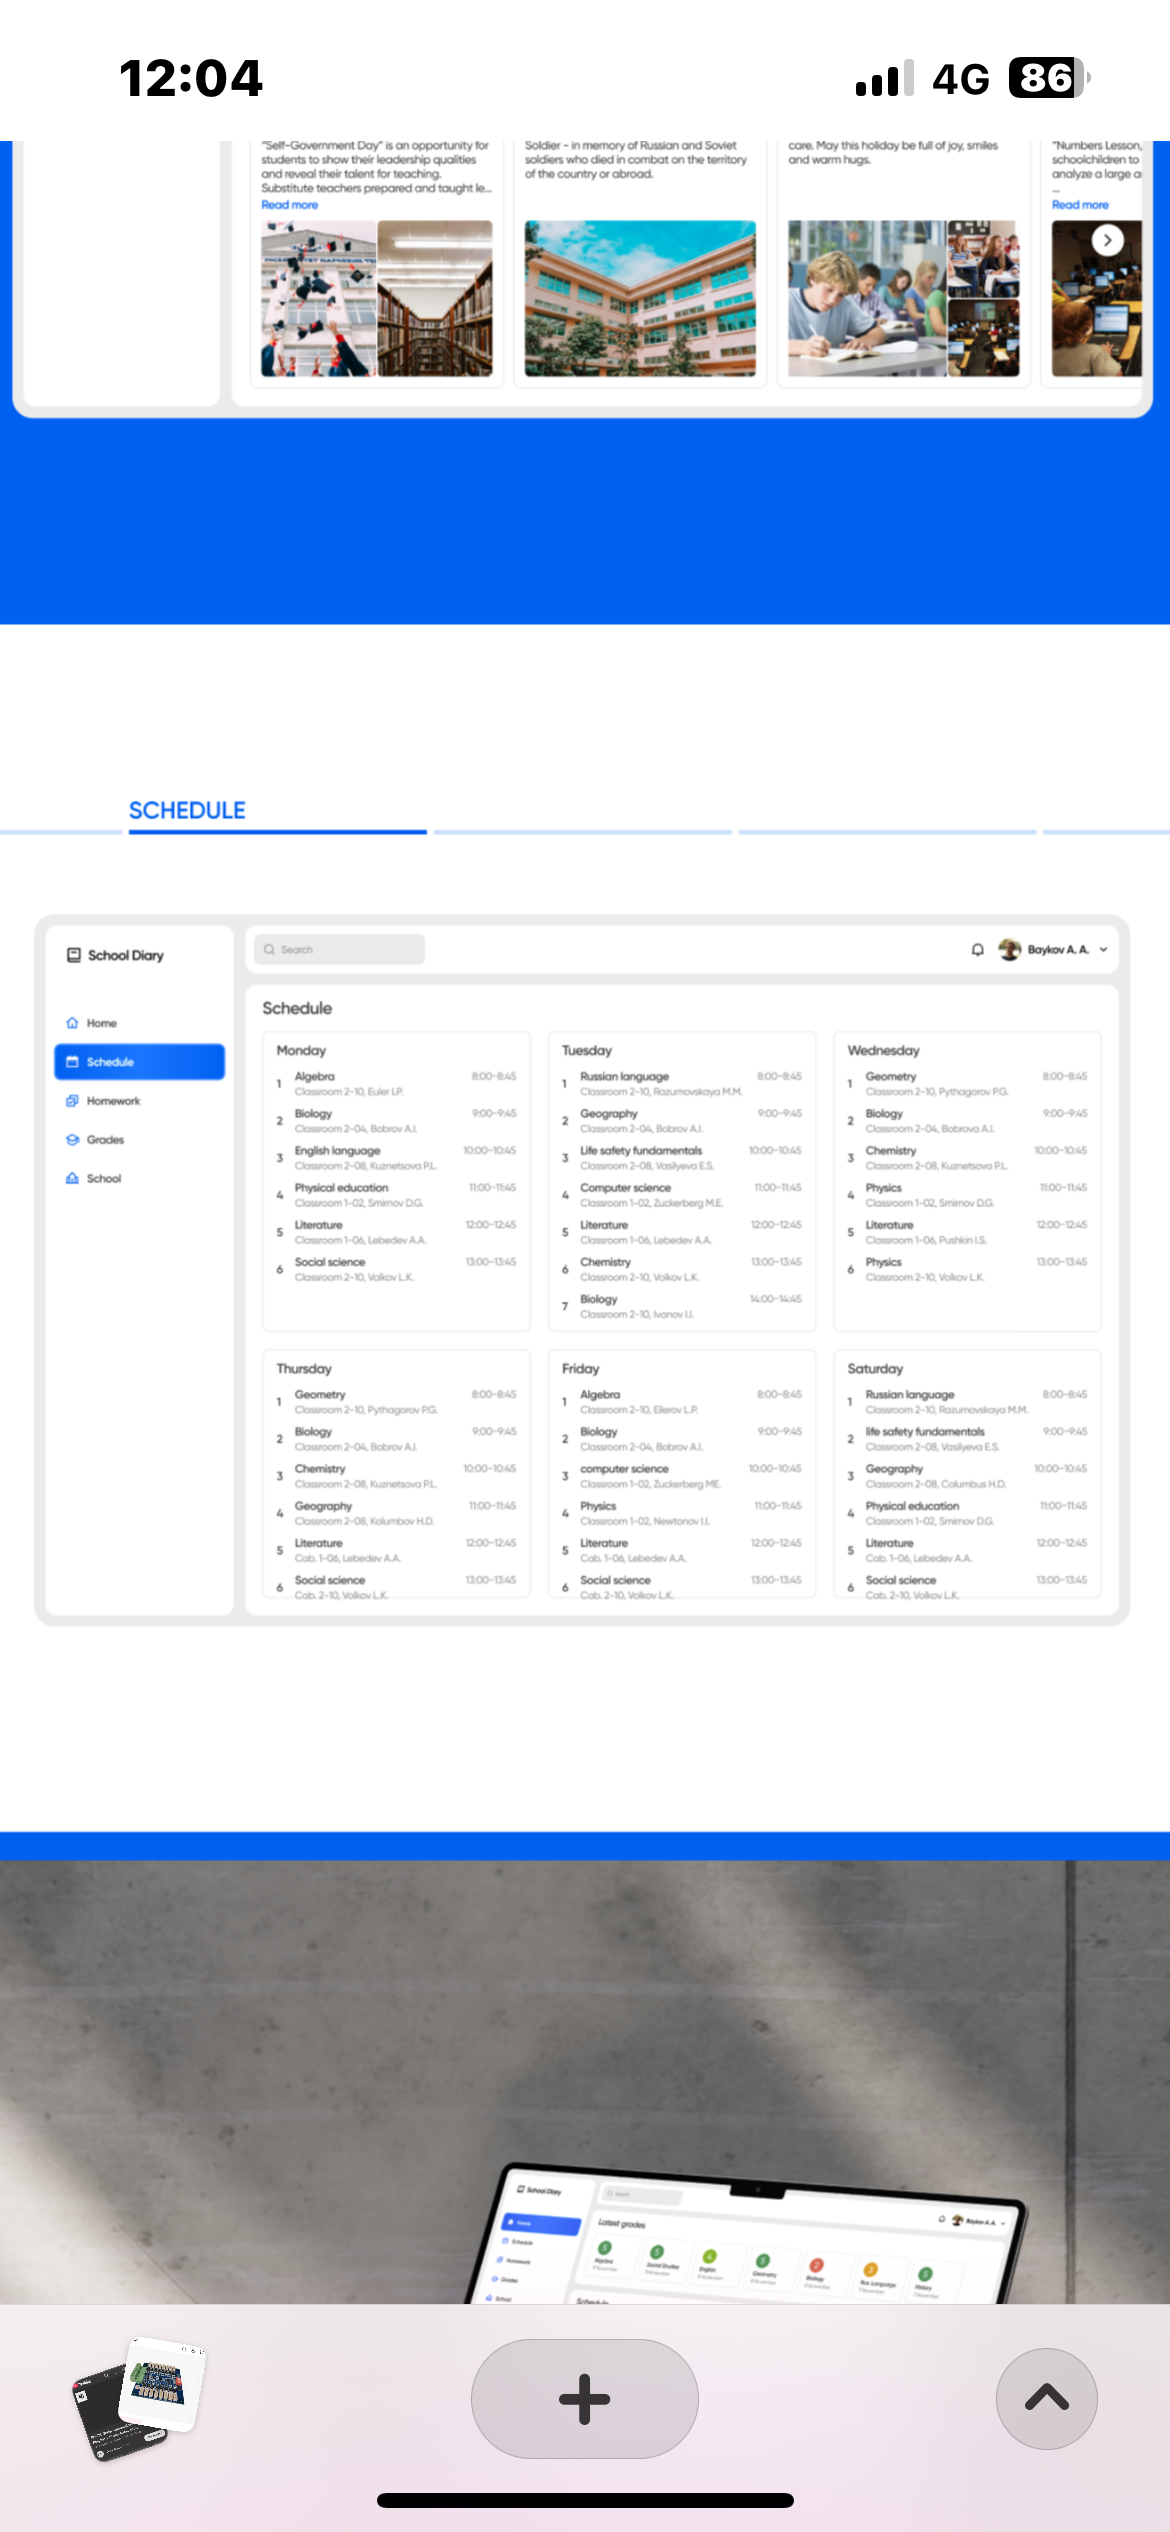 12:04
4G 86
"Self-Government Day" is an opportunity for
students to show their leadership qualities
and reveal their talent for teaching.
Substitute teachers prepared and taught le...
Read more
Soldier - in memory of Russian and Soviet
soldiers who died in combat on the territory
of the country or abroad.
care. May this holiday be full of joy, smiles
and warm hugs.
"Numbers Lesson,
schoolchildren to
analyze a large a
...
Read more
SCHEDULE
School Diary
Search
Baykov A. A.
Home
Schedule
Homework
Grades
School
Schedule
Monday
1 Algebra 8:00-8:45
Classroom 2-10, Euler LP.
2 Biology 9:00-9:45
Classroom 2-04, Bobrov A.I.
3 English language 10:00-10:45
Classroom 2-08, Kuznetsova P.L.
4 Physical education 11:00-11:45
Classroom 1-02, Smirnov D.G.
5 Literature 12:00-12:45
Classroom 1-06, Lebedev A.A.
6 Social science 13:00-13:45
Classroom 2-10, Volkov L.K.
Tuesday
1 Russian language 8:00-8:45
Classroom 2-10, Razumovskaya M.M.
2 Geography 9:00-9:45
Classroom 2-04, Bobrov A.I.
3 Life safety fundamentals 10:00-10:45
Classroom 2-08, Vasilyeva E.S.
4 Computer science 11:00-11:45
Classroom 1-02, Zuckerberg M.E.
5 Literature 12:00-12:45
Classroom 1-06, Lebedev A.A.
6 Chemistry 13:00-13:45
Classroom 2-10, Volkov L.K.
7 Biology 14:00-14:45
Classroom 2-10, Ivanov I.I.
Wednesday
1 Geometry 8:00-8:45
Classroom 2-10, Pythagorov P.G.
2 Biology 9:00-9:45
Classroom 2-04, Bobrova A.I.
3 Chemistry 10:00-10:45
Classroom 2-08, Kuznetsova P.L.
4 Physics 11:00-11:45
Classroom 1-02, Smirnov D.G.
5 Literature 12:00-12:45
Classroom 1-06, Pushkin I.S.
6 Physics 13:00-13:45
Classroom 2-10, Volkov L.K.
Thursday
1 Geometry 8:00-8:45
Classroom 2-10, Pythagorov P.G.
2 Biology 9:00-9:45
Classroom 2-04, Bobrov A.I.
3 Chemistry 10:00-10:45
Classroom 2-08, Kuznetsova P.L.
4 Geography 11:00-11:45
Classroom 2-08, Kolumbov H.D.
5 Literature 12:00-12:45
Cab. 1-06, Lebedev A.A.
6 Social science 13:00-13:45
Cab. 2-10, Volkov L.K.
Friday
1 Algebra 8:00-8:45
Classroom 2-10, Eilerov L.P.
2 Biology 9:00-9:45
Classroom 2-04, Bobrov A.I.
3 computer science 10:00-10:45
Classroom 1-02, Zuckerberg ME.
4 Physics 11:00-11:45
Classroom 1-02, Newtonov I.I.
5 Literature 12:00-12:45
Cab. 1-06, Lebedev A.A.
6 Social science 13:00-13:45
Cab. 2-10, Volkov L.K.
Saturday
1 Russian language 8:00-8:45
Classroom 2-10, Razumovskaya M.M.
2 life safety fundamentals 9:00-9:45
Classroom 2-08, Vasilyeva E.S.
3 Geography 10:00-10:45
Classroom 2-08, Columbus H.D.
4 Physical education 11:00-11:45
Classroom 1-02, Smirnov D.G.
5 Literature 12:00-12:45
Cab. 1-06, Lebedev A.A.
6 Social science 13:00-13:45
Cab. 2-10, Volkov L.K.
School Diary
Search
Baykov A. A.
Home
Schedule
Homework
Grades
School
Latest grades
5 5 4 5 2 3 5
Algebra
Social Studies
English
Geometry
Biology
Rus. Language
History
Schedule